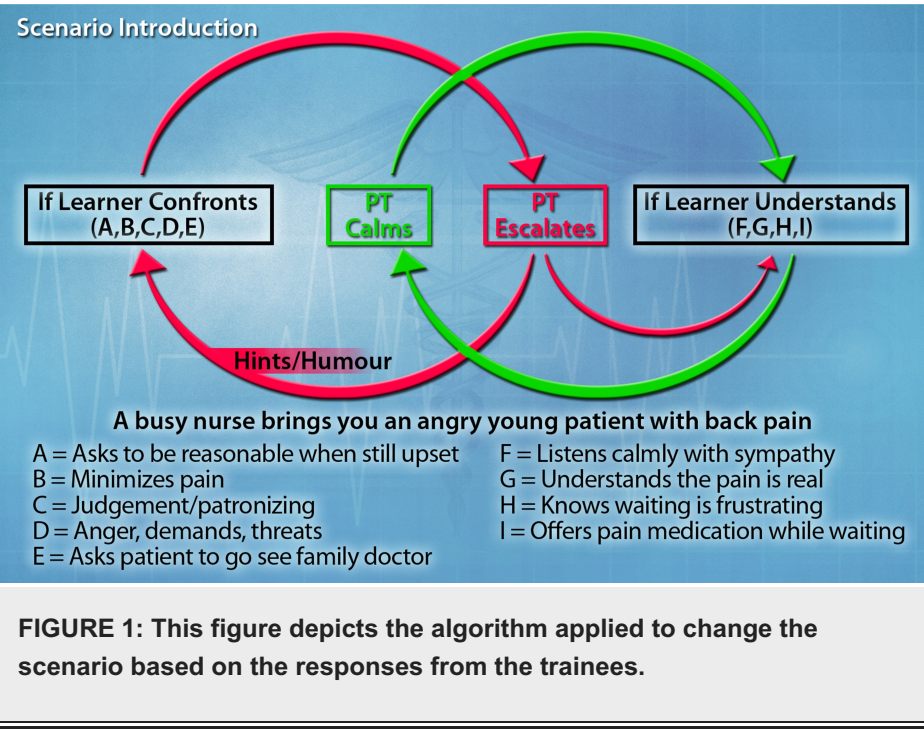 Scenario Introduction
If Learner Confronts
(A,B,C,D,E)
PT
Calms
PT
Escalates
If Learner Understands
(F,G,H,I)
Hints/Humour
A busy nurse brings you an angry young patient with back pain
A = Asks to be reasonable when still upset
B = Minimizes pain
C = Judgement/patronizing
D = Anger, demands, threats
E = Asks patient to go see family doctor
F = Listens calmly with sympathy
G = Understands the pain is real
H = Knows waiting is frustrating
I = Offers pain medication while waiting
FIGURE 1: This figure depicts the algorithm applied to change the
scenario based on the responses from the trainees.